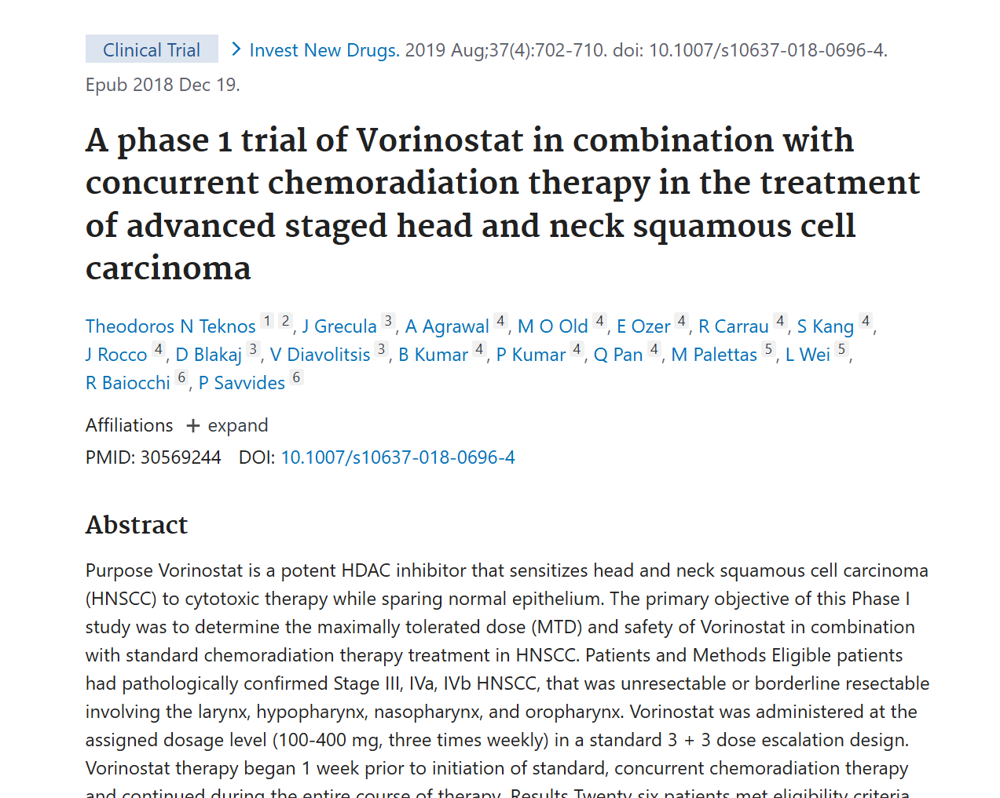 Clinical Trial > Invest New Drugs. 2019 Aug;37(4):702-710. doi: 10.1007/s10637-018-0696-4.
Epub 2018 Dec 19.
A phase 1 trial of Vorinostat in combination with
concurrent chemoradiation therapy in the treatment
of advanced staged head and neck squamous cell
carcinoma
Theodoros N Teknos 1 2, J Grecula 3, A Agrawal 4, M O Old 4, E Ozer 4, R Carrau 4, S Kang 4,
J Rocco 4, D Blakaj 3, V Diavolitsis 3, B Kumar 4, P Kumar 4, Q Pan 4, M Palettas 5, L Wei 5,
R Baiocchi 6, P Savvides 6
Affiliations + expand
PMID: 30569244 DOI: 10.1007/s10637-018-0696-4
Abstract
Purpose Vorinostat is a potent HDAC inhibitor that sensitizes head and neck squamous cell carcinoma
(HNSCC) to cytotoxic therapy while sparing normal epithelium. The primary objective of this Phase I
study was to determine the maximally tolerated dose (MTD) and safety of Vorinostat in combination
with standard chemoradiation therapy treatment in HNSCC. Patients and Methods Eligible patients
had pathologically confirmed Stage III, IVa, IVb HNSCC, that was unresectable or borderline resectable
involving the larynx, hypopharynx, nasopharynx, and oropharynx. Vorinostat was administered at the
assigned dosage level (100-400 mg, three times weekly) in a standard 3 + 3 dose escalation design.
Vorinostat therapy began 1 week prior to initiation of standard, concurrent chemoradiation therapy
and continued during the entire course of therapy. Results Twenty six patients met eligibility criteria